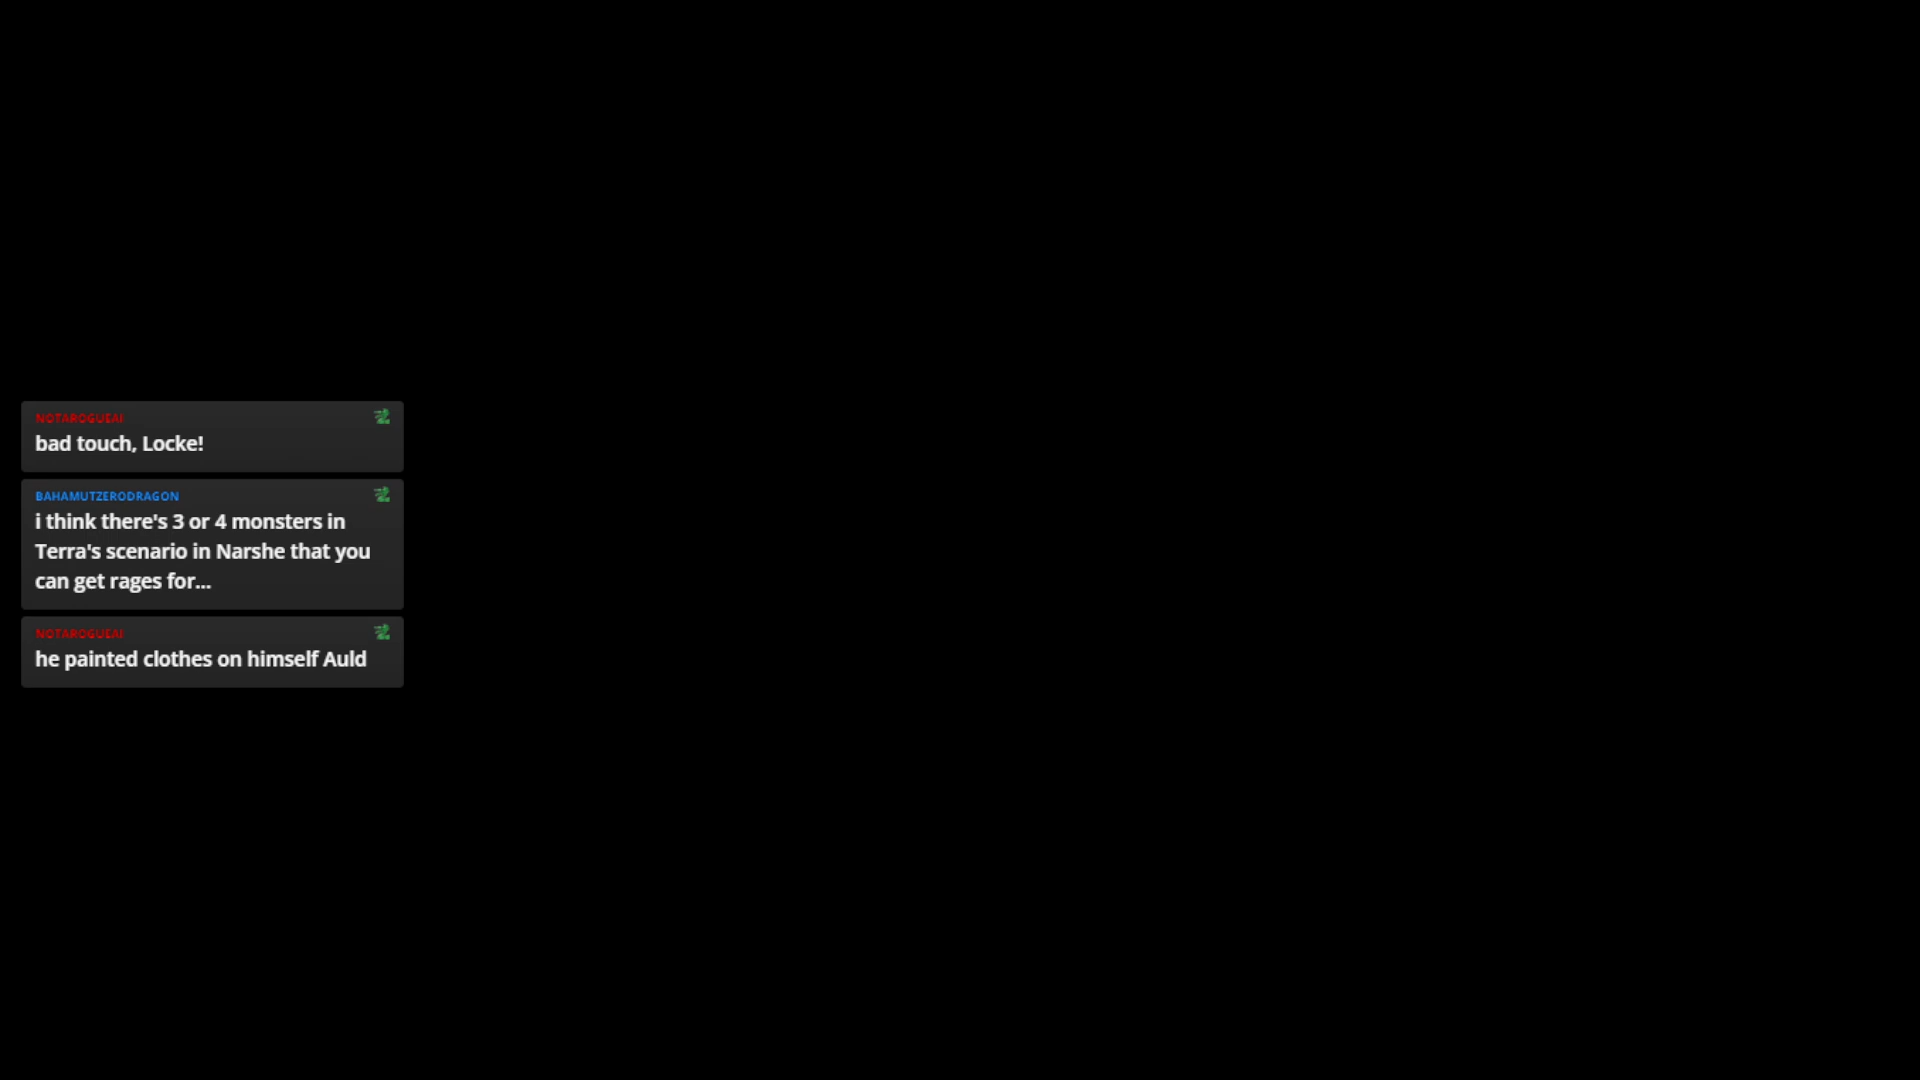 NOTAROGUEAI
bad touch, Locke!
BAHAMUTZERODRAGON
i think there's 3 or 4 monsters in
Terra's scenario in Narshe that you
can get rages for...
NOTAROGUEAI
he painted clothes on himself Auld